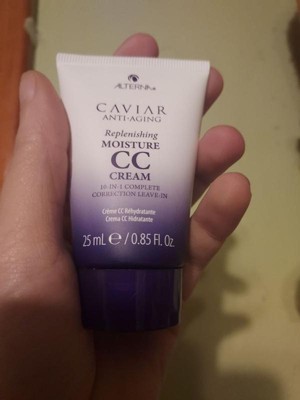 ALTERNA
CAVIAR
ANTI-AGING
Replenishing
MOISTURE
CC
CREAM
10-IN-1 COMPLETE
CORRECTION LEAVE-IN
Crème CC Réhydratante
Crema CC Hidratante
25 mL ℮ / 0.85 FL. Oz.